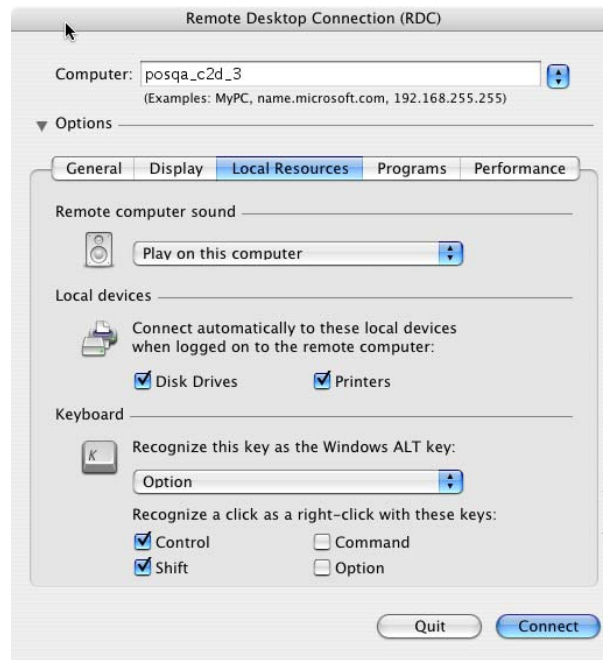 Remote Desktop Connection (RDC)
Computer: posqa_c2d_3
(Examples: MyPC, name.microsoft.com, 192.168.255.255)
Options
General Display Local Resources Programs Performance
Remote computer sound
Play on this computer
Local devices
Connect automatically to these local devices
when logged on to the remote computer:
Disk Drives Printers
Keyboard
K
Recognize this key as the Windows ALT key:
Option
Recognize a click as a right-click with these keys:
Control Command
Shift Option
Quit Connect